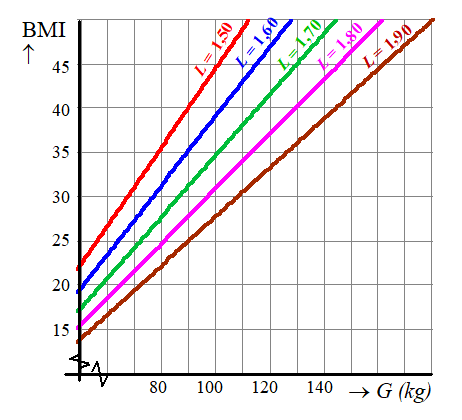 BMI
↑
L = 1,50
L = 1,60
L = 1,70
L = 1,80
L = 1,90
45
40
35
30
25
20
15
80 100 120 140 → G (kg)